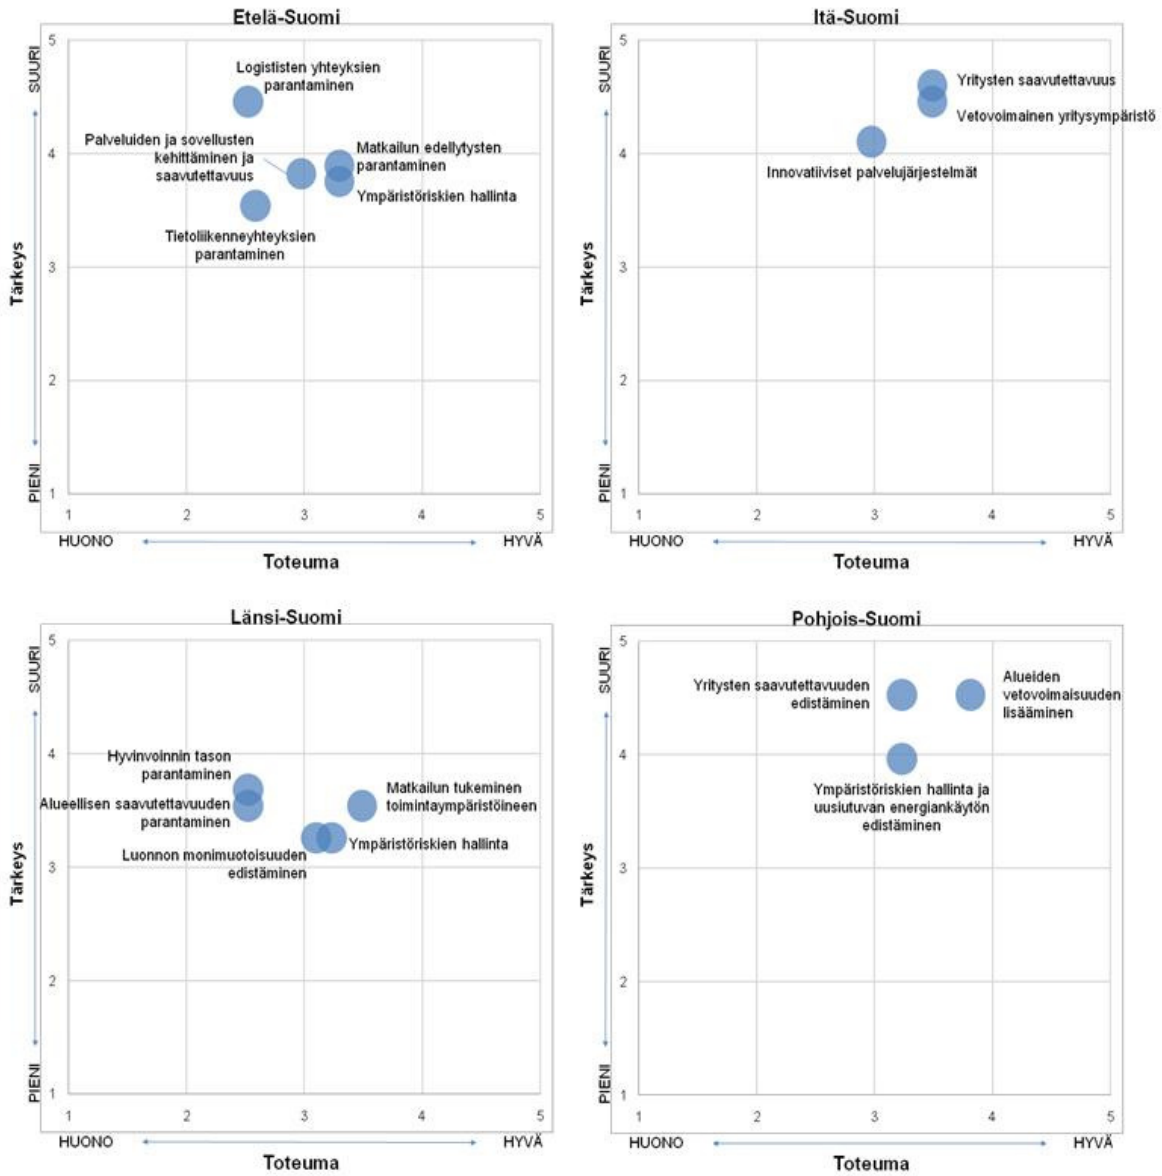 Etelä-Suomi
5
SUURI
Logististen yhteyksien
parantaminen
Palveluiden ja sovellusten
kehittäminen ja
saavutettavuus
Matkailun edellytysten
parantaminen
4
Ympäristöriskien hallinta
Tietoliikenneyhteyksien
parantaminen
Tärkeys
3
2
PIENI
1
1 2 3 4 5
HUONO HYVÄ
Toteuma
Itä-Suomi
5
SUURI
Yritysten saavutettavuus
Vetovoimainen yritysympäristö
4
Innovatiiviset palvelujärjestelmät
Tärkeys
3
2
PIENI
1
1 2 3 4 5
HUONO HYVÄ
Toteuma
Länsi-Suomi
5
SUURI
4
Hyvinvoinnin tason
parantaminen
Alueellisen saavutettavuuden
parantaminen
Matkailun tukeminen
toimintaympäristöineen
Ympäristöriskien hallinta
Luonnon monimuotoisuuden
edistäminen
Tärkeys
3
2
PIENI
1
1 2 3 4 5
HUONO HYVÄ
Toteuma
Pohjois-Suomi
5
SUURI
Yritysten saavutettavuuden
edistäminen
Alueiden
vetovoimaisuuden
lisääminen
4
Ympäristöriskien hallinta ja
uusiutuvan energiankäytön
edistäminen
Tärkeys
3
2
PIENI
1
1 2 3 4 5
HUONO HYVÄ
Toteuma